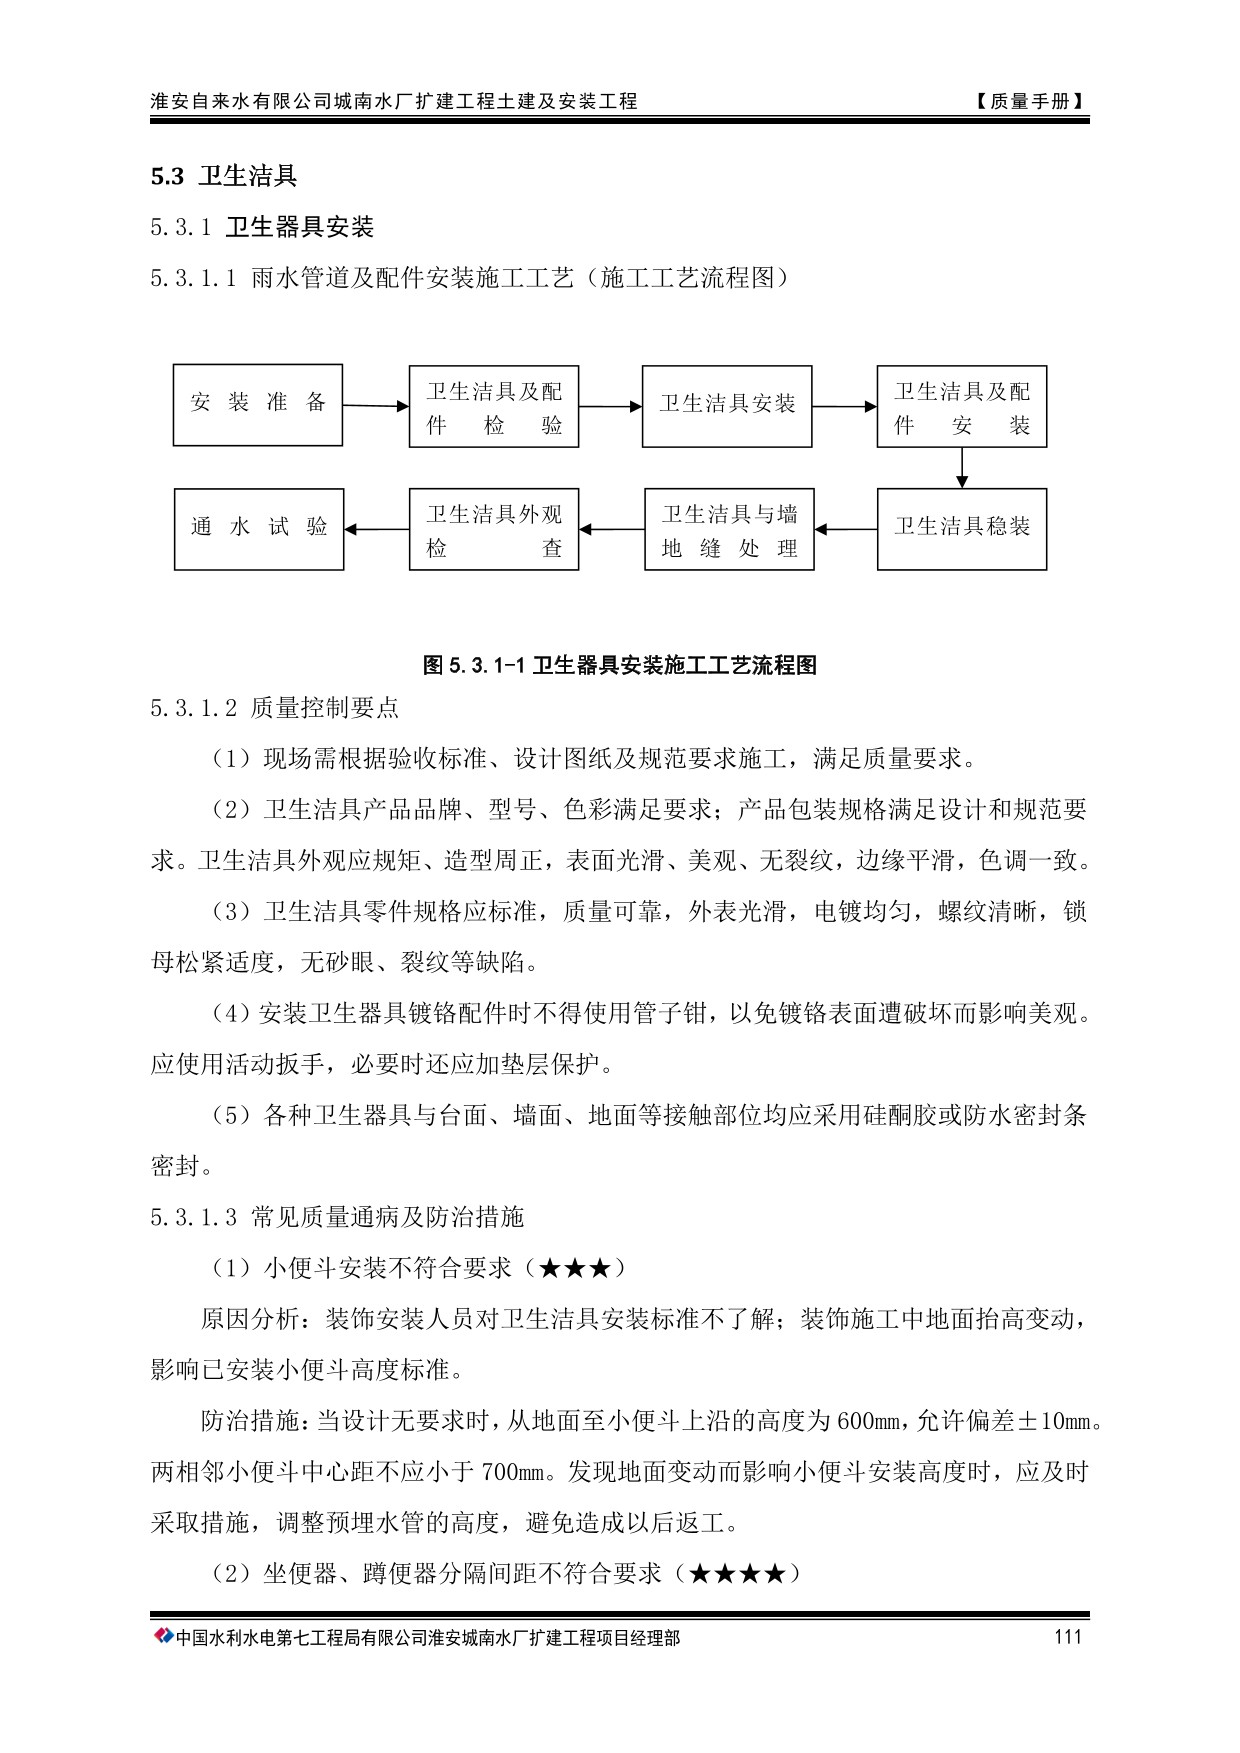 淮安自来水有限公司城南水厂扩建工程土建及安装工程 【质量手册】
5.3 卫生洁具
5.3.1 卫生器具安装
5.3.1.1 雨水管道及配件安装施工工艺（施工工艺流程图）
安装准备
卫生洁具及配
件检验
卫生洁具安装
卫生洁具及配
件安装
卫生洁具稳装
卫生洁具与墙
地缝处理
卫生洁具外观
检查
通水试验
图 5.3.1-1 卫生器具安装施工工艺流程图
5.3.1.2 质量控制要点
（1）现场需根据验收标准、设计图纸及规范要求施工，满足质量要求。
（2）卫生洁具产品品牌、型号、色彩满足要求；产品包装规格满足设计和规范要
求。卫生洁具外观应规矩、造型周正，表面光滑、美观、无裂纹，边缘平滑，色调一致。
（3）卫生洁具零件规格应标准，质量可靠，外表光滑，电镀均匀，螺纹清晰，锁
母松紧适度，无砂眼、裂纹等缺陷。
（4）安装卫生器具镀铬配件时不得使用管子钳，以免镀铬表面遭破坏而影响美观。
应使用活动扳手，必要时还应加垫层保护。
（5）各种卫生器具与台面、墙面、地面等接触部位均应采用硅酮胶或防水密封条
密封。
5.3.1.3 常见质量通病及防治措施
（1）小便斗安装不符合要求（★★★）
原因分析：装饰安装人员对卫生洁具安装标准不了解；装饰施工中地面抬高变动，
影响已安装小便斗高度标准。
防治措施：当设计无要求时，从地面至小便斗上沿的高度为 600mm，允许偏差±10mm。
两相邻小便斗中心距不应小于 700mm。发现地面变动而影响小便斗安装高度时，应及时
采取措施，调整预埋水管的高度，避免造成以后返工。
（2）坐便器、蹲便器分隔间距不符合要求（★★★★）
中国水利水电第七工程局有限公司淮安城南水厂扩建工程项目经理部 111